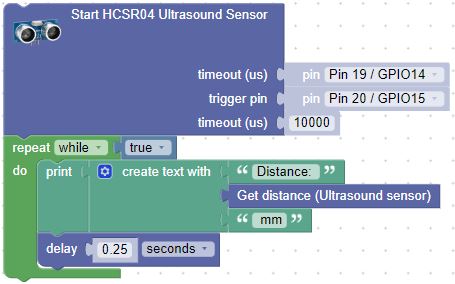 Start HCSR04 Ultrasound Sensor
timeout (us) pin Pin 19 / GPIO14
trigger pin pin Pin 20 / GPIO15
timeout (us) 10000
repeat while true
do print create text with “ Distance: ”
Get distance (Ultrasound sensor)
“ mm ”
delay 0.25 seconds